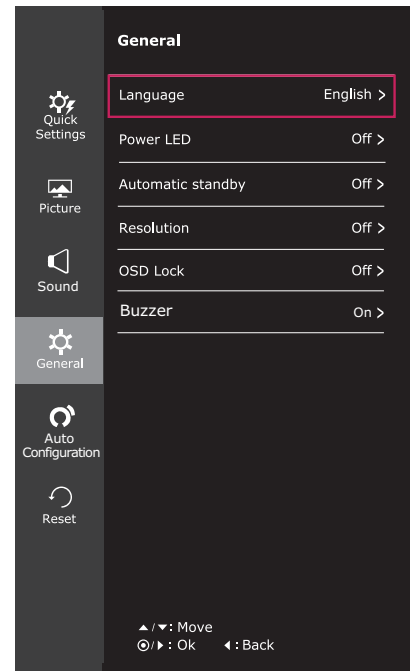 General
Quick
Settings
Picture
Sound
General
Auto
Configuration
Reset
Language English >
Power LED Off >
Automatic standby Off >
Resolution Off >
OSD Lock Off >
Buzzer On >
▲/▼: Move
◉/▶: Ok ◀: Back